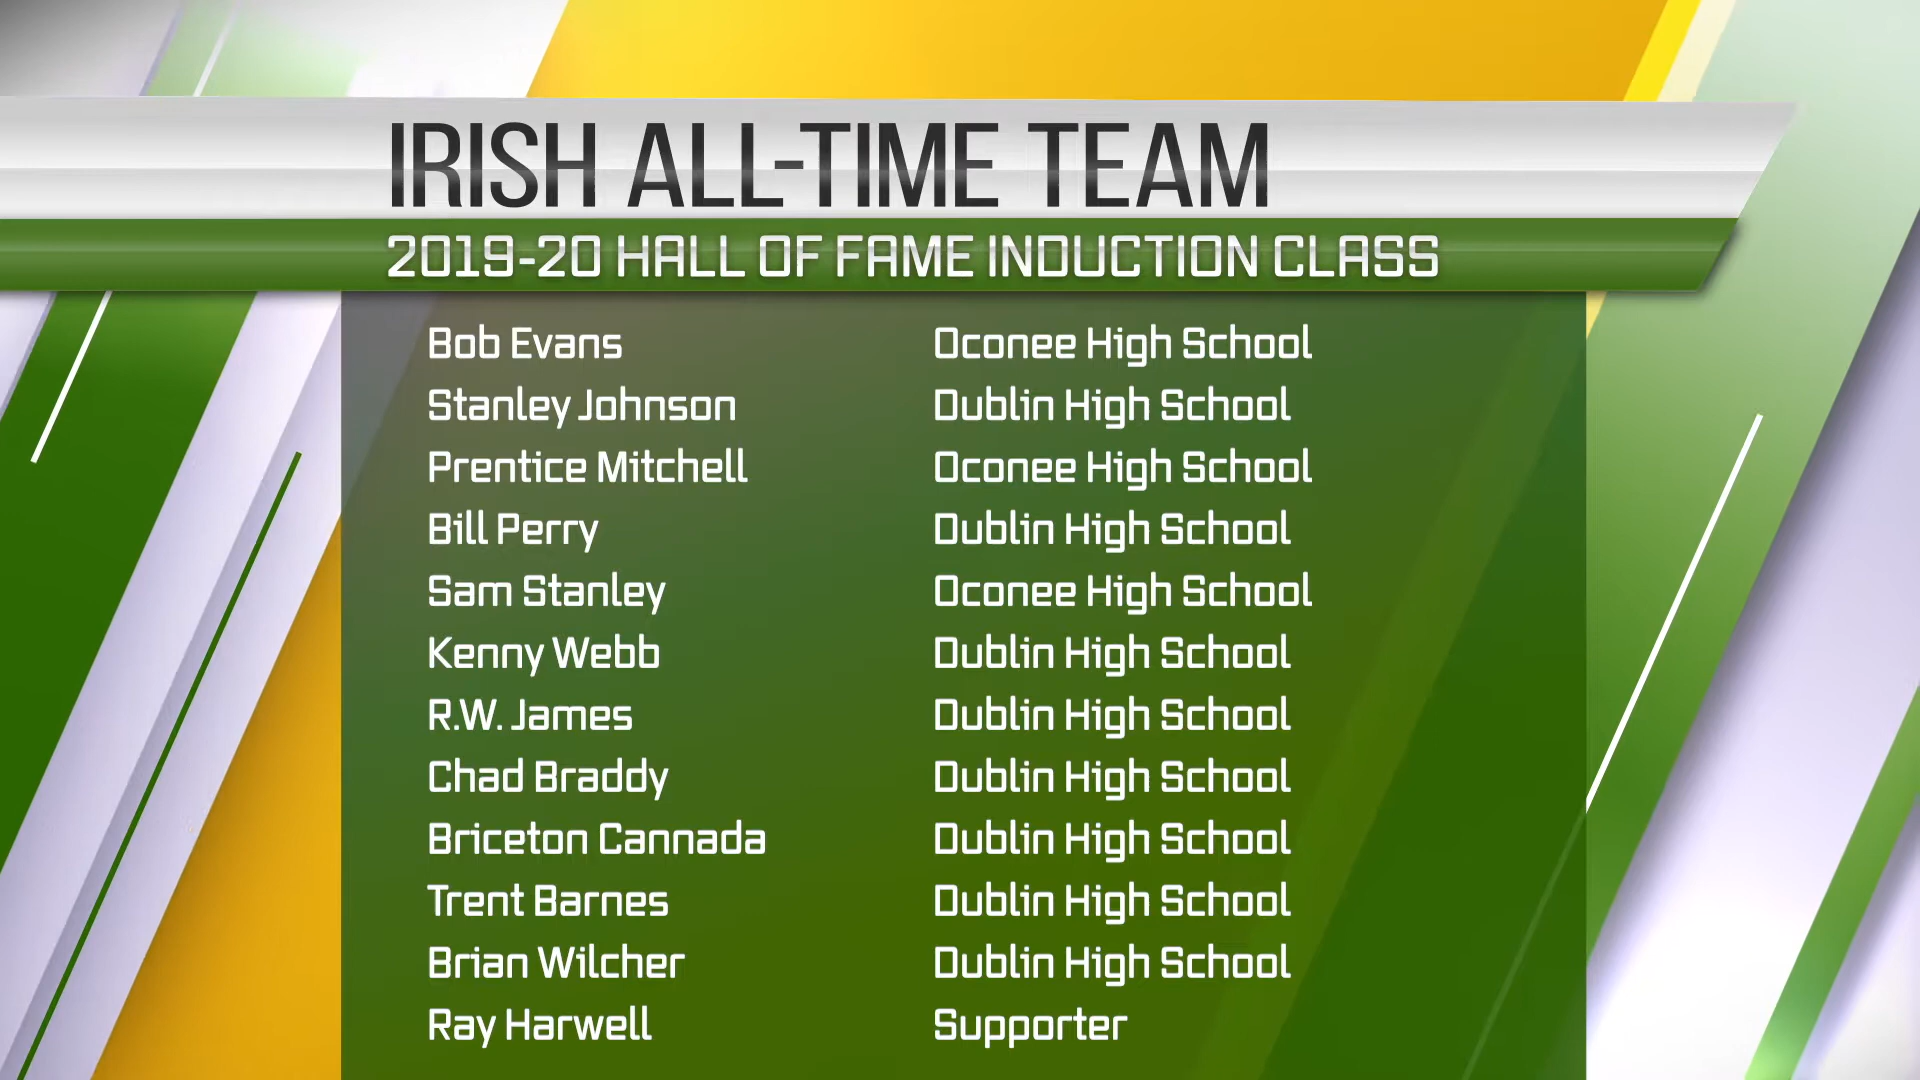 IRISH ALL-TIME TEAM
2019-20 HALL OF FAME INDUCTION CLASS
Bob Evans Oconee High School
Stanley Johnson Dublin High School
Prentice Mitchell Oconee High School
Bill Perry Dublin High School
Sam Stanley Oconee High School
Kenny Webb Dublin High School
R.W. James Dublin High School
Chad Braddy Dublin High School
Briceton Cannada Dublin High School
Trent Barnes Dublin High School
Brian Wilcher Dublin High School
Ray Harwell Supporter